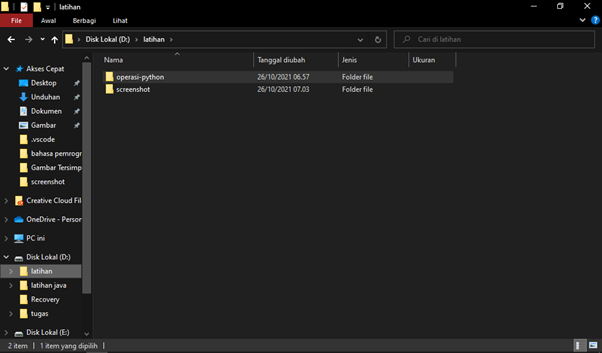 latihan
File Awal Berbagi Lihat
Disk Lokal (D:) > latihan >
Cari di latihan
Nama Tanggal diubah Jenis Ukuran
operasi-python 26/10/2021 06.57 Folder file
screenshot 26/10/2021 07.03 Folder file
Akses Cepat
Desktop
Unduhan
Dokumen
Gambar
.vscode
bahasa pemrogr
Gambar Tersimp
screenshot
Creative Cloud Fil
OneDrive - Person
PC ini
Disk Lokal (D:)
latihan
latihan java
Recovery
tugas
Disk Lokal (E:)
2 item 1 item yang dipilih